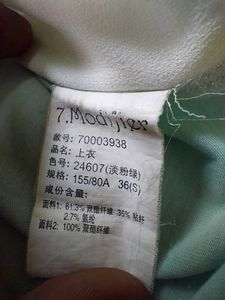 7.Modifier
款号: 70003938
品名: 上衣
色号: 24607(淡粉绿)
规格: 155/80A 36(S)
成份含量:
面料1: 61.3% 聚酯纤维 36% 粘纤
2.7% 氨纶
面料2: 100% 聚酯纤维